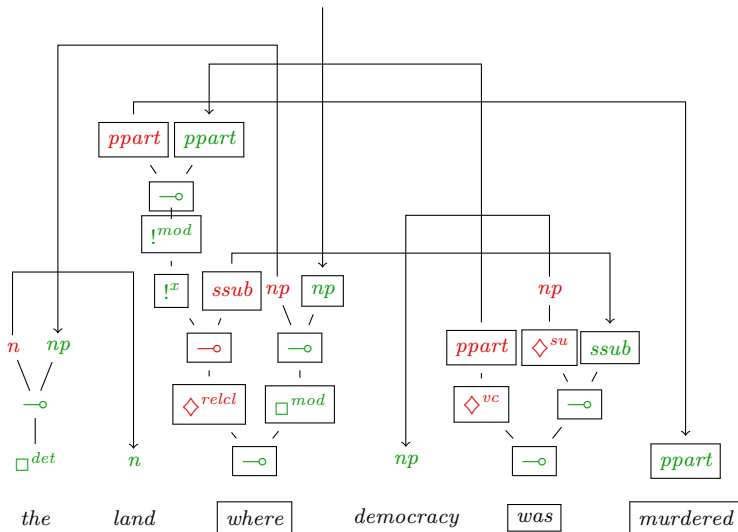 ppart ppart
⊸
!^mod
!^x ssub np np
n np ⊸ ⊸ ppart ◇^su ssub
⊸ ◇^relcl □^mod ◇^vc ⊸
□^det n ⊸ np ⊸ ppart
the land where democracy was murdered